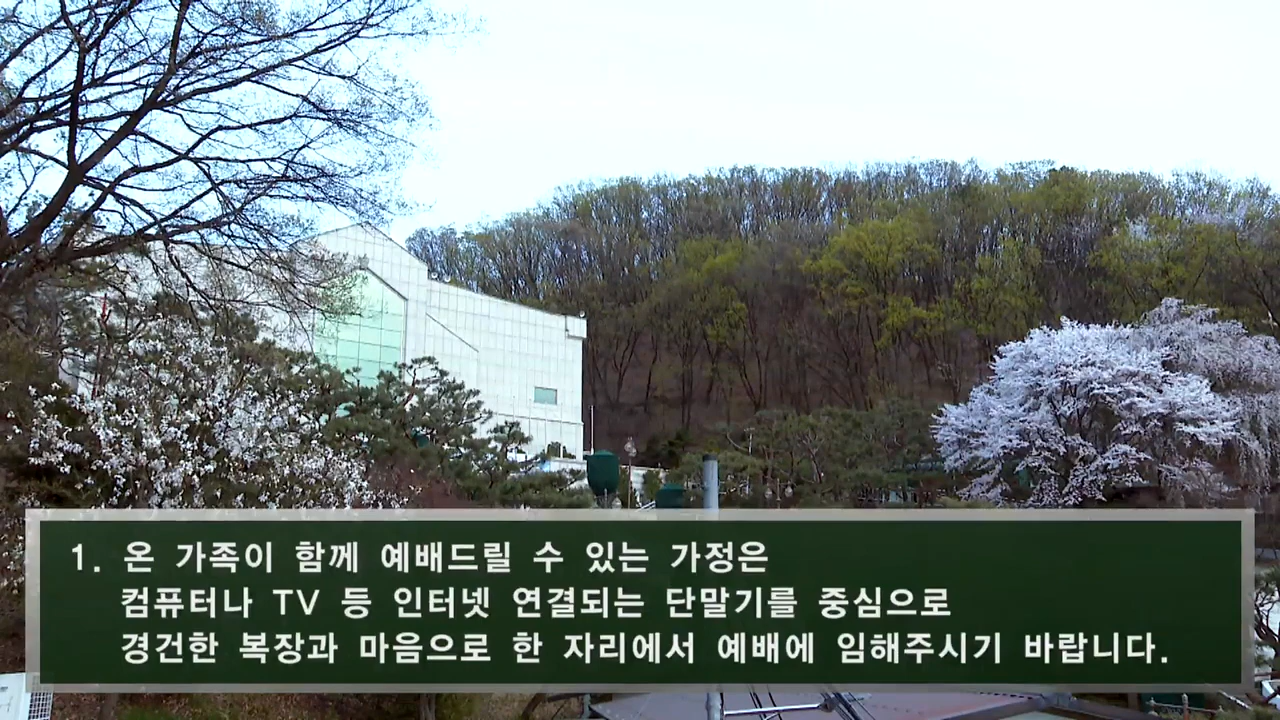 1. 온 가족이 함께 예배드릴 수 있는 가정은
컴퓨터나 TV 등 인터넷 연결되는 단말기를 중심으로
경건한 복장과 마음으로 한 자리에서 예배에 임해주시기 바랍니다.